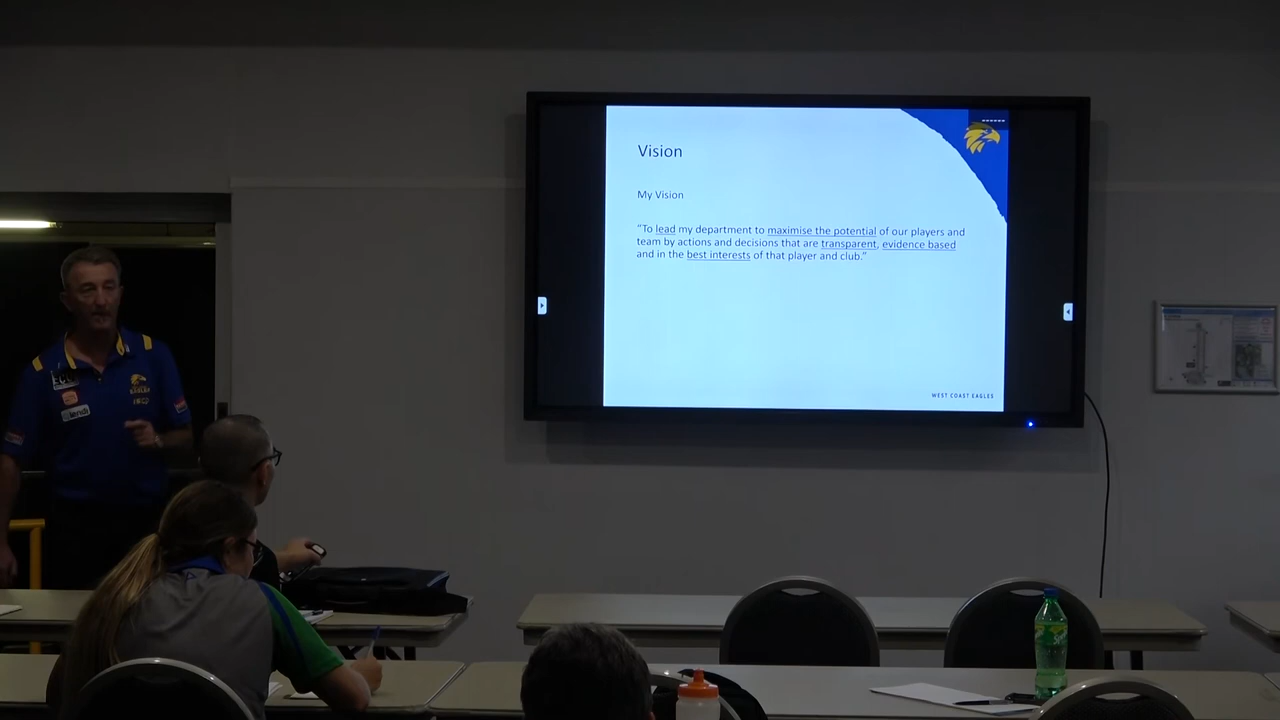 Vision
My Vision
"To lead my department to maximise the potential of our players and
team by actions and decisions that are transparent, evidence based
and in the best interests of that player and club."
WEST COAST EAGLES
lendi
EAGLES